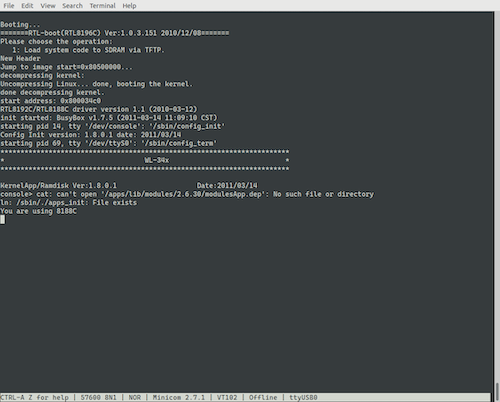 File Edit View Search Terminal Help
Booting...
=======RTL-boot(RTL8196C) Ver:1.0.3.151 2010/12/08=======
Please choose the operation:
1: Load system code to SDRAM via TFTP.
New Header
Jump to image start=0x80500000...
decompressing kernel:
Uncompressing Linux... done, booting the kernel.
done decompressing kernel.
start address: 0x800034c0
RTL8192C/RTL8188C driver version 1.1 (2010-03-12)
init started: BusyBox v1.7.5 (2011-03-14 11:09:10 CST)
starting pid 14, tty '/dev/console': '/sbin/config_init'
Config Init version: 1.8.0.1 date: 2011/03/14
starting pid 69, tty '/dev/ttyS0': '/sbin/config_term'
*******************************************************************
* WL-34x *
*******************************************************************
KernelApp/Ramdisk Ver:1.8.0.1 Date:2011/03/14
console> cat: can't open '/apps/lib/modules/2.6.30/modulesApp.dep': No such file or directory
ln: /sbin/./apps_init: File exists
You are using 8188C
CTRL-A Z for help | 57600 8N1 | NOR | Minicom 2.7.1 | VT102 | Offline | ttyUSB0